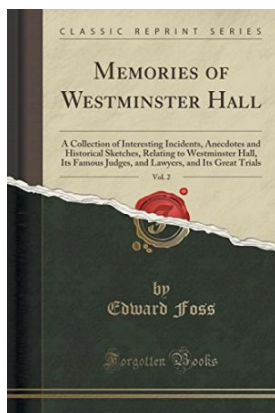 CLASSIC REPRINT SERIES
MEMORIES OF
WESTMINSTER HALL
A Collection of Interesting Incidents, Anecdotes and
Historical Sketches, Relating to Westminster Hall,
Its Famous Judges, and Lawyers, and Its Great Trials
Vol. 2
by
Edward Foss
Forgotten Books